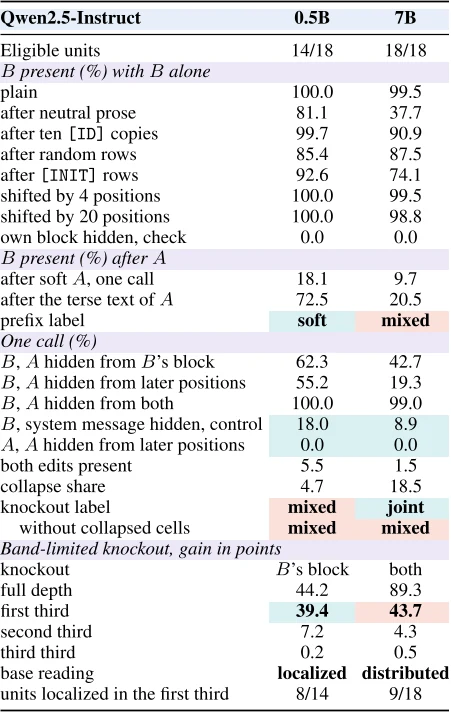 Qwen2.5-Instruct 0.5B 7B
Eligible units 14/18 18/18
B present (%) with B alone
plain 100.0 99.5
after neutral prose 81.1 37.7
after ten [ID] copies 99.7 90.9
after random rows 85.4 87.5
after [INIT] rows 92.6 74.1
shifted by 4 positions 100.0 99.5
shifted by 20 positions 100.0 98.8
own block hidden, check 0.0 0.0
B present (%) after A
after soft A, one call 18.1 9.7
after the terse text of A 72.5 20.5
prefix label soft mixed
One call (%)
B, A hidden from B's block 62.3 42.7
B, A hidden from later positions 55.2 19.3
B, A hidden from both 100.0 99.0
B, system message hidden, control 18.0 8.9
A, A hidden from later positions 0.0 0.0
both edits present 5.5 1.5
collapse share 4.7 18.5
knockout label mixed joint
without collapsed cells mixed mixed
Band-limited knockout, gain in points
knockout B's block both
full depth 44.2 89.3
first third 39.4 43.7
second third 7.2 4.3
third third 0.2 0.5
base reading localized distributed
units localized in the first third 8/14 9/18